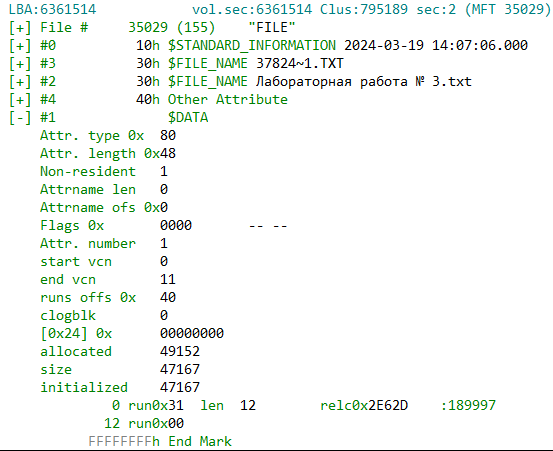 LBA:6361514 vol.sec:6361514 Clus:795189 sec:2 (MFT 35029)
[+] File # 35029 (155) "FILE"
[+] #0 10h $STANDARD_INFORMATION 2024-03-19 14:07:06.000
[+] #3 30h $FILE_NAME 37824~1.TXT
[+] #2 30h $FILE_NAME Лабораторная работа № 3.txt
[+] #4 40h Other Attribute
[-] #1 $DATA
Attr. type 0x 80
Attr. length 0x48
Non-resident 1
Attrname len 0
Attrname ofs 0x0
Flags 0x 0000 -- --
Attr. number 1
start vcn 0
end vcn 11
runs offs 0x 40
clogblk 0
[0x24] 0x 00000000
allocated 49152
size 47167
initialized 47167
0 run0x31 len 12 relc0x2E62D :189997
12 run0x00
FFFFFFFFh End Mark